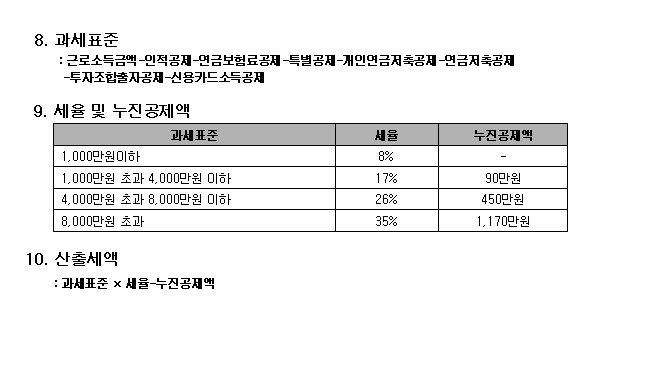 8. 과세표준
: 근로소득금액-인적공제-연금보험료공제-특별공제-개인연금저축공제-연금저축공제
-투자조합출자공제-신용카드소득공제
9. 세율 및 누진공제액
과세표준 세율 누진공제액
1,000만원이하 8% -
1,000만원 초과 4,000만원 이하 17% 90만원
4,000만원 초과 8,000만원 이하 26% 450만원
8,000만원 초과 35% 1,170만원
10. 산출세액
: 과세표준 × 세율-누진공제액